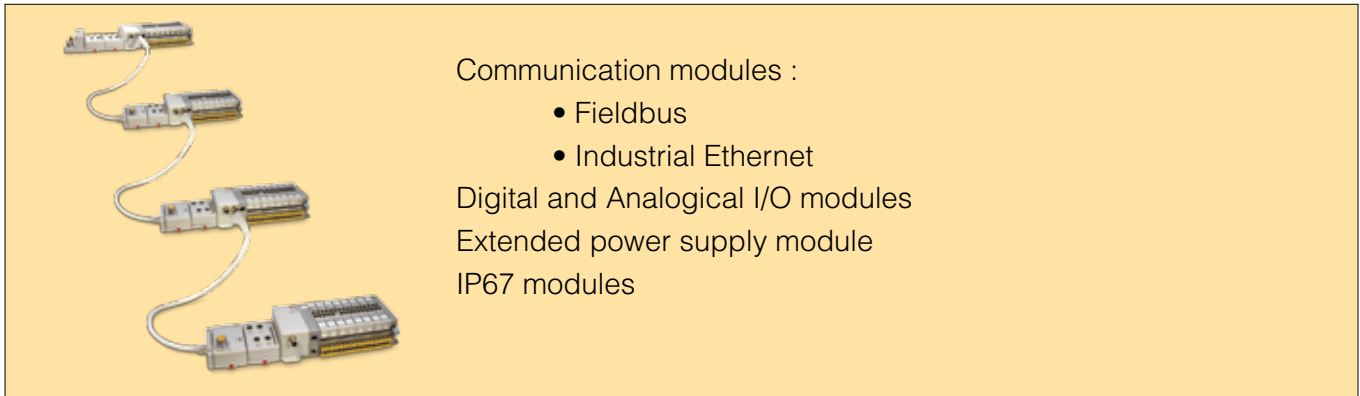 Communication modules :
• Fieldbus
• Industrial Ethernet
Digital and Analogical I/O modules
Extended power supply module
IP67 modules